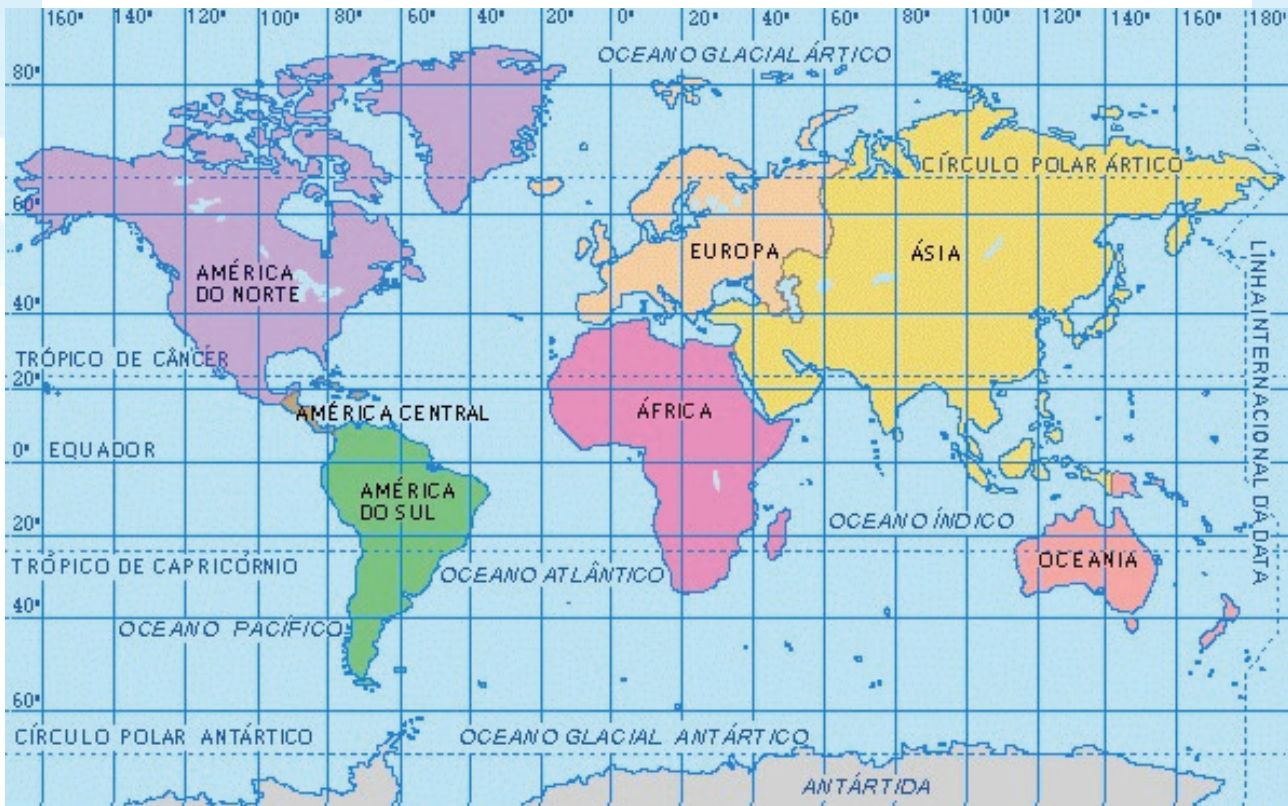 160° 140° 120° 100° 80° 60° 40° 20° 0° 20° 40° 60° 80° 100° 120° 140° 160° 180°
OCEANO GLACIAL ÁRTICO
80°
CÍRCULO POLAR ÁRTICO
60°
EUROPA
ÁSIA
AMÉRICA
DO NORTE
LINHA INTERNACIONAL DA DATA
40°
TRÓPICO DE CÂNCER
20°
AMÉRICA CENTRAL
ÁFRICA
0°
EQUADOR
AMÉRICA
DO SUL
20°
OCEANO ÍNDICO
TRÓPICO DE CAPRICÓRNIO
OCEANO ATLÂNTICO
OCEANIA
40°
OCEANO PACÍFICO
60°
CÍRCULO POLAR ANTÁRTICO
OCEANO GLACIAL ANTÁRTICO
ANTÁRTIDA